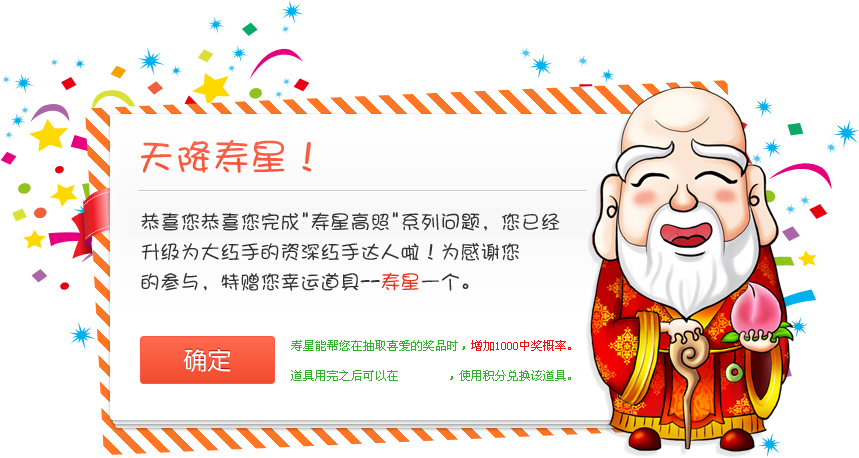 天降寿星！
恭喜您恭喜您完成"寿星高照"系列问题，您已经
升级为大红手的资深红手达人啦！为感谢您
的参与，特赠您幸运道具--寿星一个。
确定
寿星能帮您在抽取喜爱的奖品时，增加1000中奖概率。
道具用完之后可以在 ，使用积分兑换该道具。